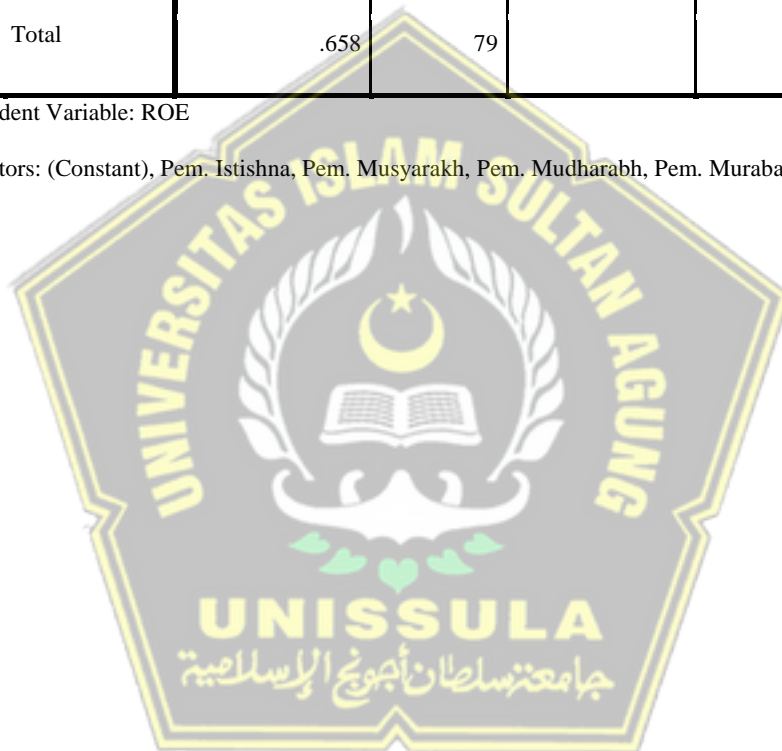 Total .658 79
dent Variable: ROE
tors: (Constant), Pem. Istishna, Pem. Musyarakh, Pem. Mudharabh, Pem. Muraba
UNIVERSITAS ISLAM SULTAN AGUNG
UNISSULA
جامعة سلطان أجونج الإسلامية